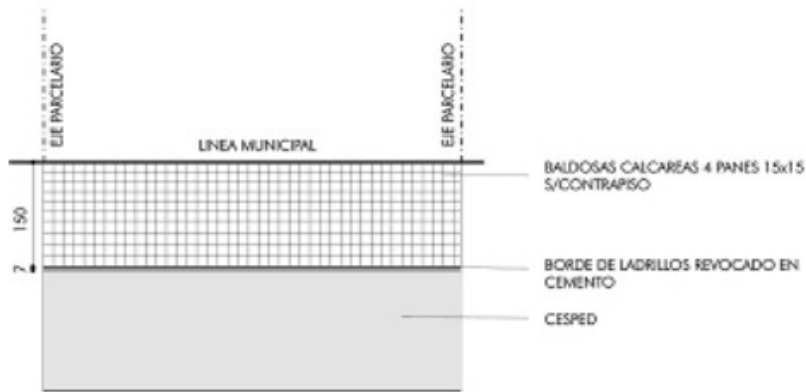 EJE PARCELARIO
EJE PARCELARIO
LINEA MUNICIPAL
BALDOSAS CALCAREAS 4 PANES 15x15
S/CONTRAPISO
150
7
BORDE DE LADRILLOS REVOCADO EN
CEMENTO
CESPED